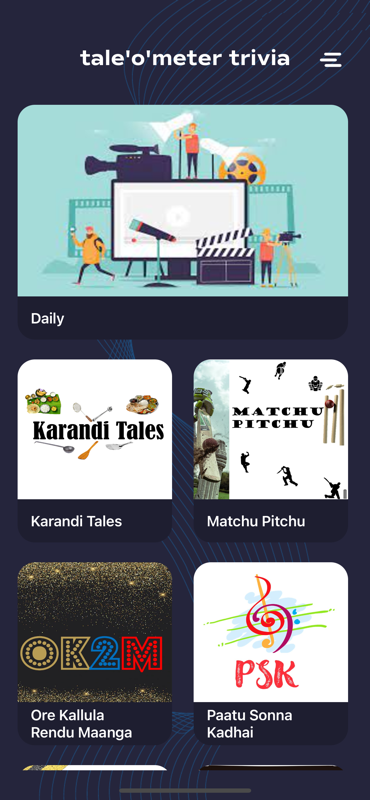 tale'o'meter trivia
Daily
Karandi Tales
Karandi Tales
MATCHU
PITCHU
Matchu Pitchu
OK2M
Ore Kallula
Rendu Maanga
PSK
Paatu Sonna
Kadhai